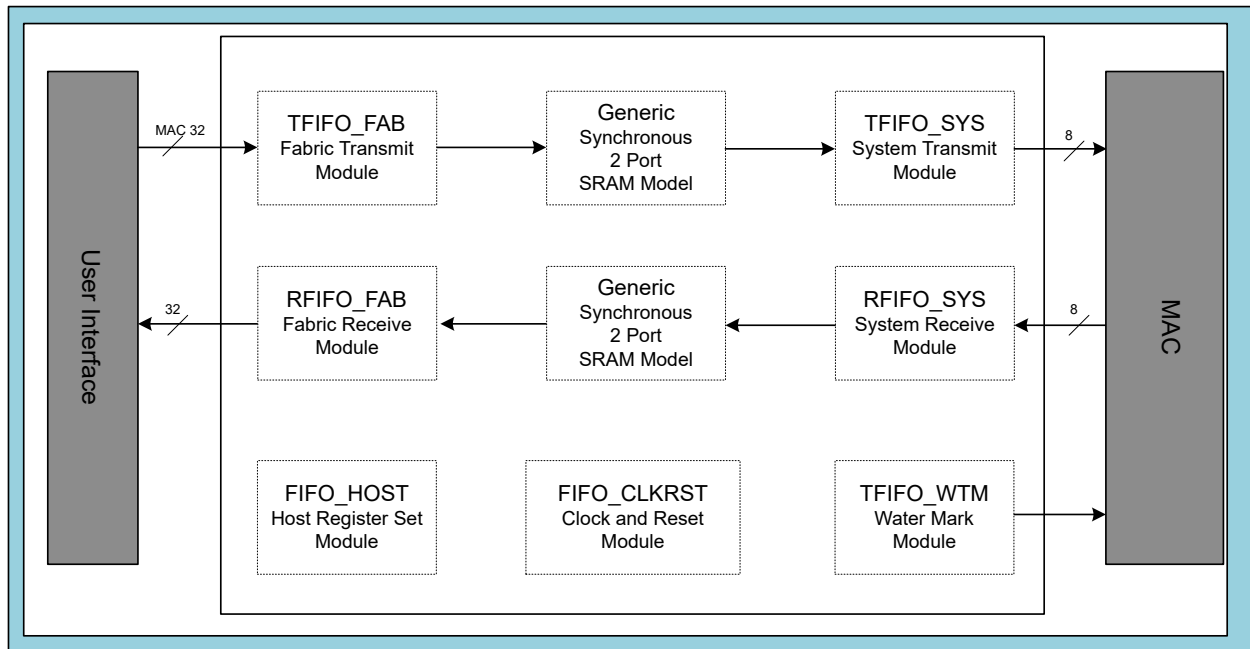 User Interface
MAC 32
TFIFO_FAB
Fabric Transmit
Module
Generic
Synchronous
2 Port
SRAM Model
TFIFO_SYS
System Transmit
Module
8
MAC
32
RFIFO_FAB
Fabric Receive
Module
Generic
Synchronous
2 Port
SRAM Model
RFIFO_SYS
System Receive
Module
8
FIFO_HOST
Host Register Set
Module
FIFO_CLKRST
Clock and Reset
Module
TFIFO_WTM
Water Mark
Module